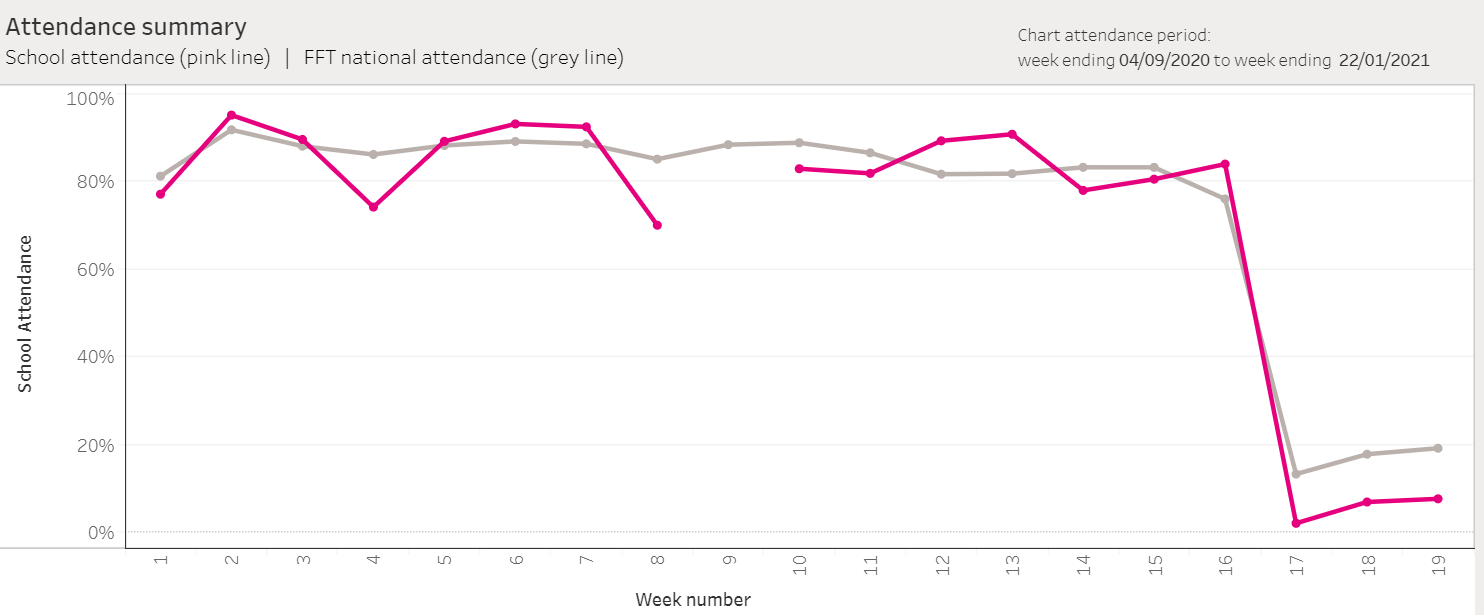 Attendance summary
School attendance (pink line) | FFT national attendance (grey line)
Chart attendance period:
week ending 04/09/2020 to week ending 22/01/2021
100%
80%
60%
40%
20%
0%
School Attendance
1 2 3 4 5 6 7 8 9 10 11 12 13 14 15 16 17 18 19
Week number